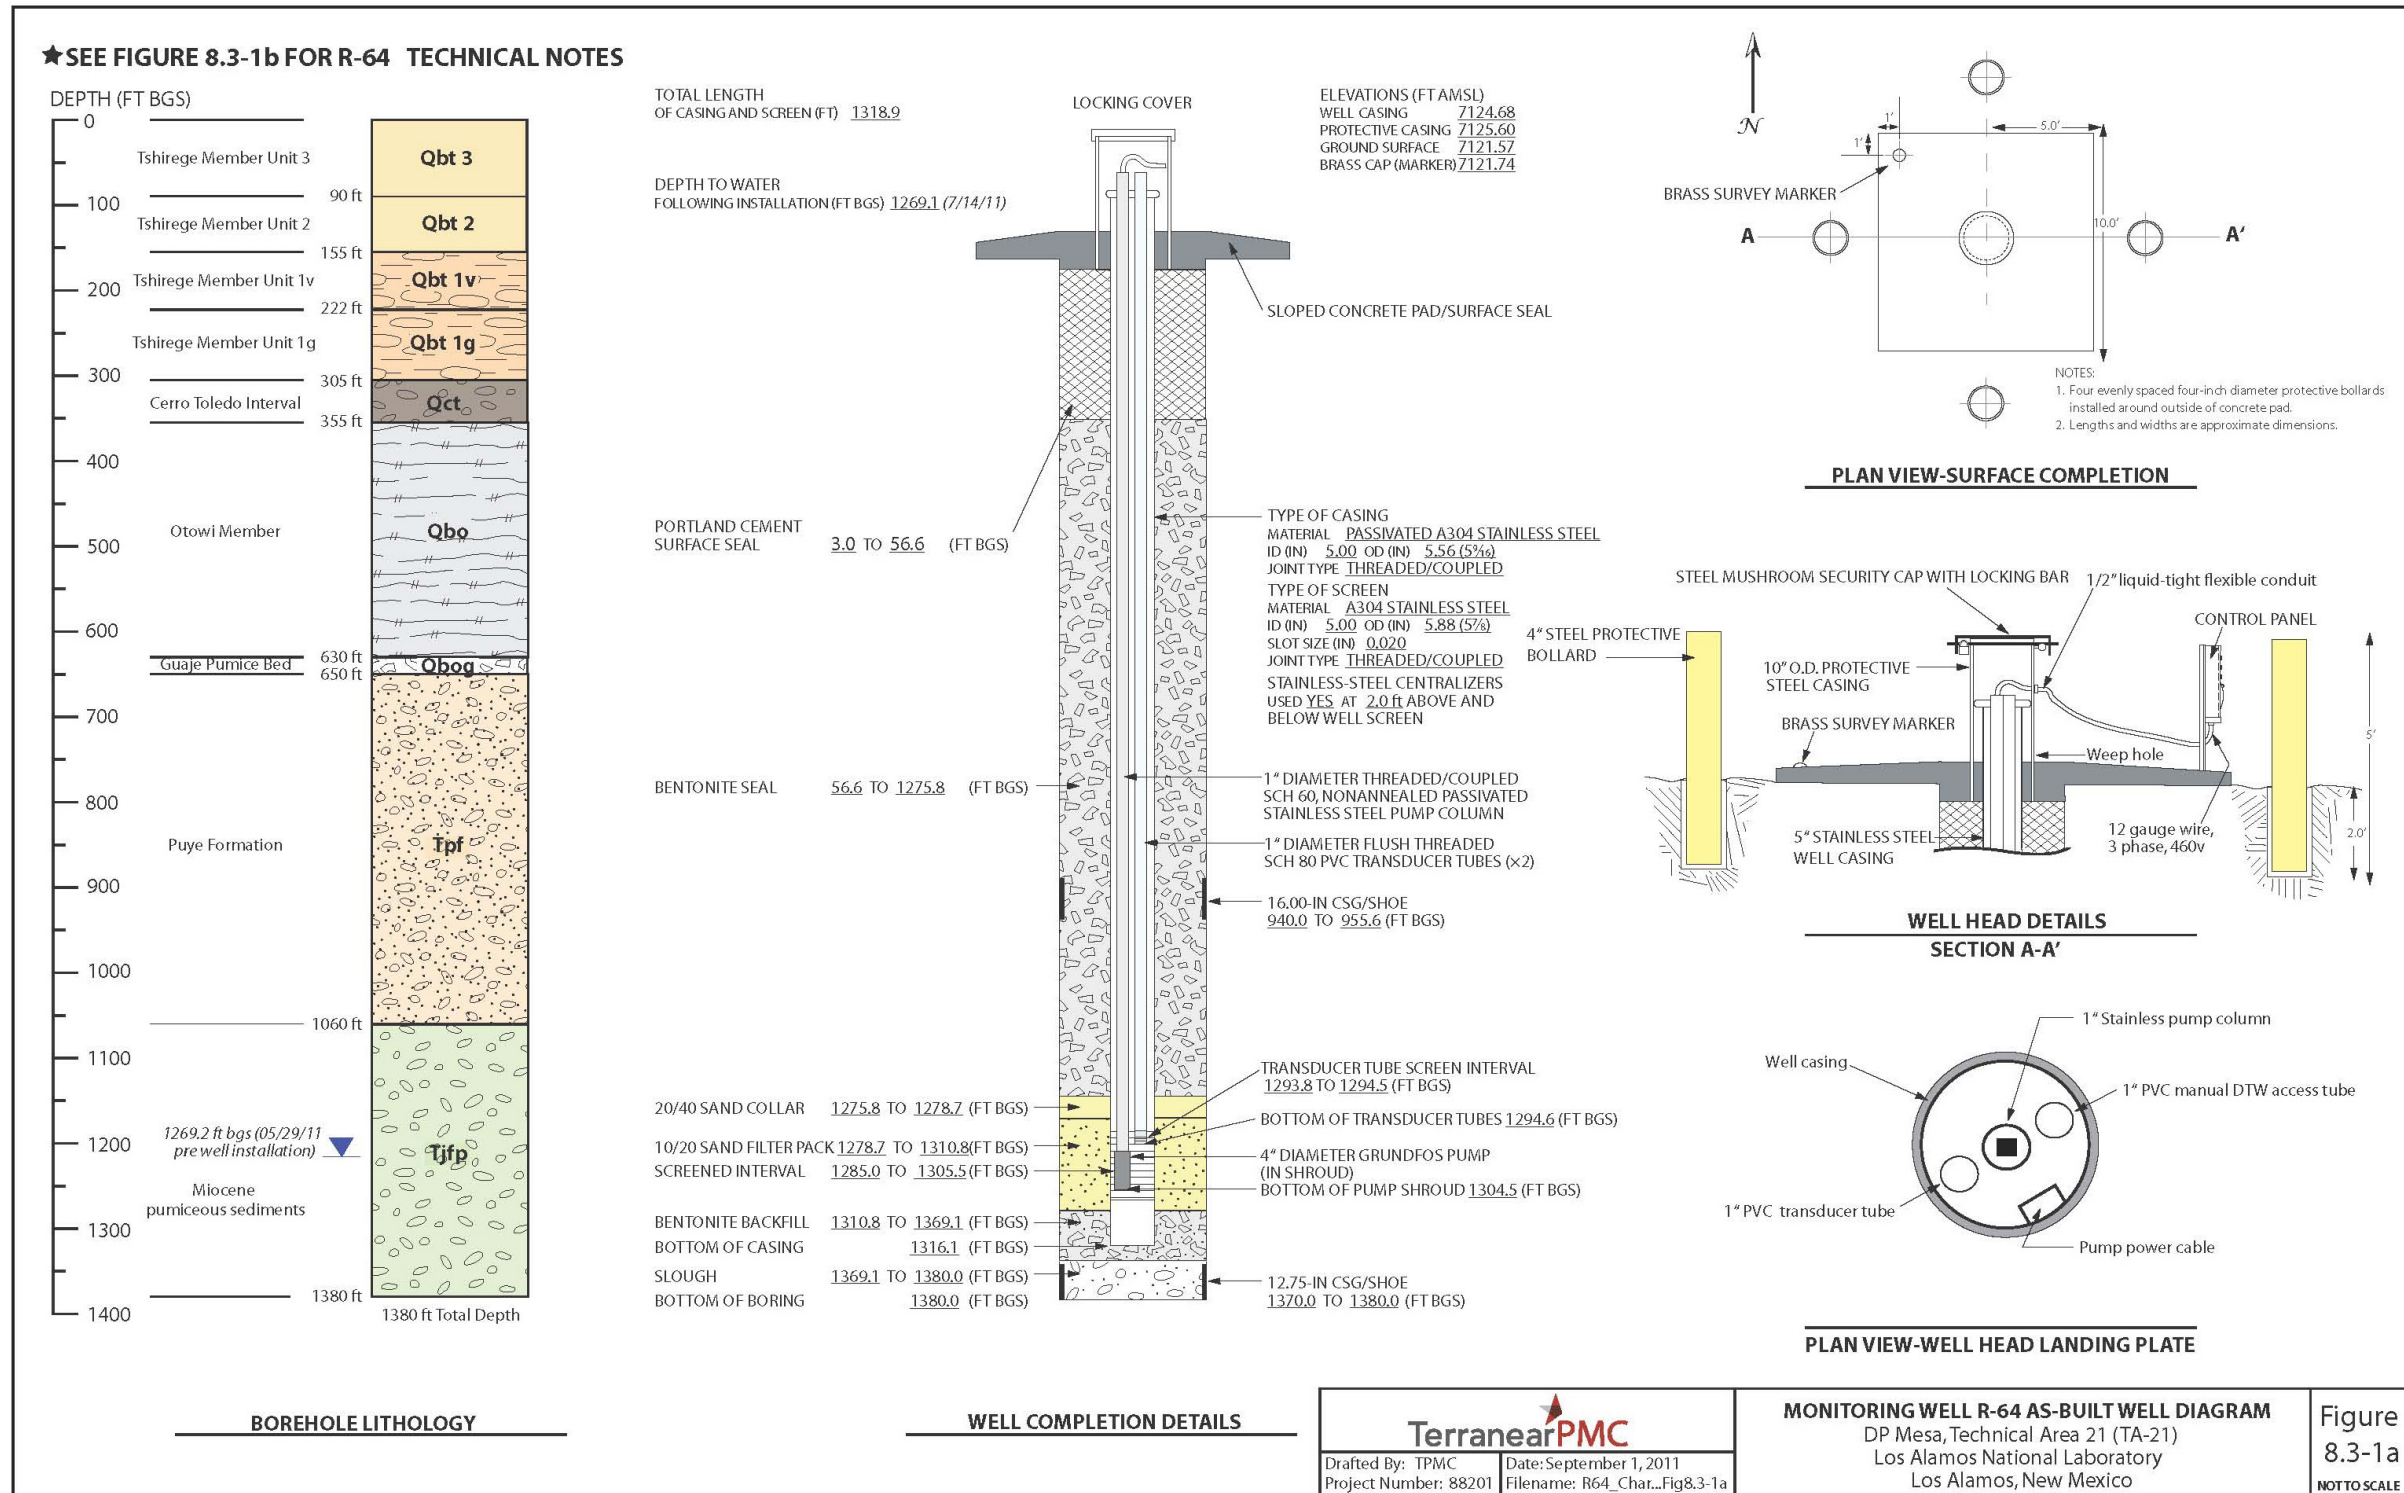 ★SEE FIGURE 8.3-1b FOR R-64 TECHNICAL NOTES
DEPTH (FT BGS)
0
100
200
300
400
500
600
700
800
900
1000
1100
1200
1300
1400
Tshirege Member Unit 3
90 ft
Tshirege Member Unit 2
155 ft
Tshirege Member Unit 1v
222 ft
Tshirege Member Unit 1g
305 ft
Cerro Toledo Interval
355 ft
Otowi Member
630 ft
Guaje Pumice Bed
650 ft
Puye Formation
1060 ft
1269.2 ft bgs (05/29/11
pre well installation)
Miocene
pumiceous sediments
1380 ft
Qbt 3
Qbt 2
Qbt 1v
Qbt 1g
Qct
Qbo
Qbog
Tpf
Tjfp
1380 ft Total Depth
BOREHOLE LITHOLOGY
TOTAL LENGTH
OF CASING AND SCREEN (FT) 1318.9
DEPTH TO WATER
FOLLOWING INSTALLATION (FT BGS) 1269.1 (7/14/11)
PORTLAND CEMENT
SURFACE SEAL 3.0 TO 56.6 (FT BGS)
BENTONITE SEAL 56.6 TO 1275.8 (FT BGS)
20/40 SAND COLLAR 1275.8 TO 1278.7 (FT BGS)
10/20 SAND FILTER PACK 1278.7 TO 1310.8(FT BGS)
SCREENED INTERVAL 1285.0 TO 1305.5(FT BGS)
BENTONITE BACKFILL 1310.8 TO 1369.1 (FT BGS)
BOTTOM OF CASING 1316.1 (FT BGS)
SLOUGH 1369.1 TO 1380.0 (FT BGS)
BOTTOM OF BORING 1380.0 (FT BGS)
LOCKING COVER
ELEVATIONS (FT AMSL)
WELL CASING 7124.68
PROTECTIVE CASING 7125.60
GROUND SURFACE 7121.57
BRASS CAP (MARKER) 7121.74
SLOPED CONCRETE PAD/SURFACE SEAL
TYPE OF CASING
MATERIAL PASSIVATED A304 STAINLESS STEEL
ID (IN) 5.00 OD (IN) 5.56 (5⁹⁄₁₆)
JOINT TYPE THREADED/COUPLED
TYPE OF SCREEN
MATERIAL A304 STAINLESS STEEL
ID (IN) 5.00 OD (IN) 5.88 (5⅞)
SLOT SIZE (IN) 0.020
JOINT TYPE THREADED/COUPLED
STAINLESS-STEEL CENTRALIZERS
USED YES AT 2.0 ft ABOVE AND
BELOW WELL SCREEN
1" DIAMETER THREADED/COUPLED
SCH 60, NONANNEALED PASSIVATED
STAINLESS STEEL PUMP COLUMN
1" DIAMETER FLUSH THREADED
SCH 80 PVC TRANSDUCER TUBES (×2)
16.00-IN CSG/SHOE
940.0 TO 955.6 (FT BGS)
TRANSDUCER TUBE SCREEN INTERVAL
1293.8 TO 1294.5 (FT BGS)
BOTTOM OF TRANSDUCER TUBES 1294.6 (FT BGS)
4" DIAMETER GRUNDFOS PUMP
(IN SHROUD)
BOTTOM OF PUMP SHROUD 1304.5 (FT BGS)
12.75-IN CSG/SHOE
1370.0 TO 1380.0 (FT BGS)
WELL COMPLETION DETAILS
N
1'
1'
5.0'
10.0'
BRASS SURVEY MARKER
A
A'
NOTES:
1. Four evenly spaced four-inch diameter protective bollards
installed around outside of concrete pad.
2. Lengths and widths are approximate dimensions.
PLAN VIEW-SURFACE COMPLETION
STEEL MUSHROOM SECURITY CAP WITH LOCKING BAR
1/2" liquid-tight flexible conduit
CONTROL PANEL
4" STEEL PROTECTIVE
BOLLARD
10" O.D. PROTECTIVE
STEEL CASING
BRASS SURVEY MARKER
Weep hole
5'
2.0'
5" STAINLESS STEEL
WELL CASING
12 gauge wire,
3 phase, 460v
WELL HEAD DETAILS
SECTION A-A'
1" Stainless pump column
Well casing
1" PVC manual DTW access tube
1" PVC transducer tube
Pump power cable
PLAN VIEW-WELL HEAD LANDING PLATE
TerranearPMC
Drafted By: TPMC
Date: September 1, 2011
Project Number: 88201
Filename: R64_Char...Fig8.3-1a
MONITORING WELL R-64 AS-BUILT WELL DIAGRAM
DP Mesa, Technical Area 21 (TA-21)
Los Alamos National Laboratory
Los Alamos, New Mexico
Figure
8.3-1a
NOT TO SCALE